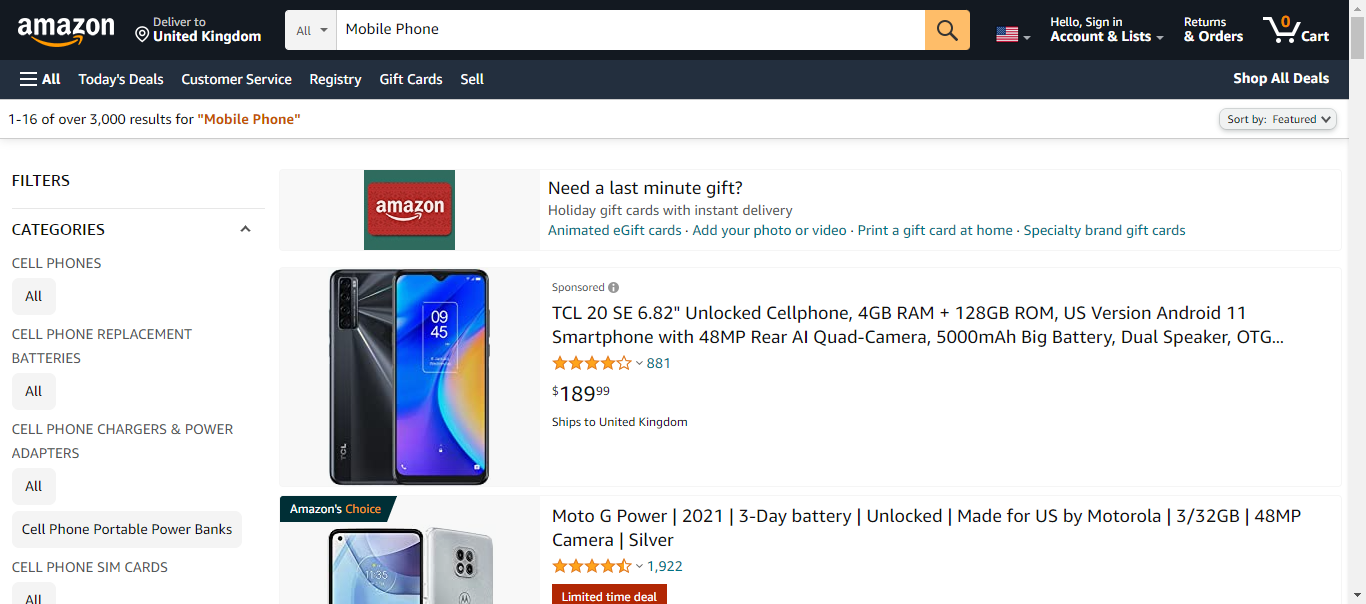 amazon
Deliver to
United Kingdom
All
Mobile Phone
Hello, Sign in
Account & Lists
Returns
& Orders
0
Cart
All
Today's Deals
Customer Service
Registry
Gift Cards
Sell
Shop All Deals
1-16 of over 3,000 results for "Mobile Phone"
Sort by: Featured
FILTERS
CATEGORIES
CELL PHONES
All
CELL PHONE REPLACEMENT
BATTERIES
All
CELL PHONE CHARGERS & POWER
ADAPTERS
All
Cell Phone Portable Power Banks
CELL PHONE SIM CARDS
All
amazon
Need a last minute gift?
Holiday gift cards with instant delivery
Animated eGift cards · Add your photo or video · Print a gift card at home · Specialty brand gift cards
09
45
TCL
Sponsored
TCL 20 SE 6.82" Unlocked Cellphone, 4GB RAM + 128GB ROM, US Version Android 11
Smartphone with 48MP Rear AI Quad-Camera, 5000mAh Big Battery, Dual Speaker, OTG...
881
$18999
Ships to United Kingdom
Amazon's Choice
11:35
Moto G Power | 2021 | 3-Day battery | Unlocked | Made for US by Motorola | 3/32GB | 48MP
Camera | Silver
1,922
Limited time deal